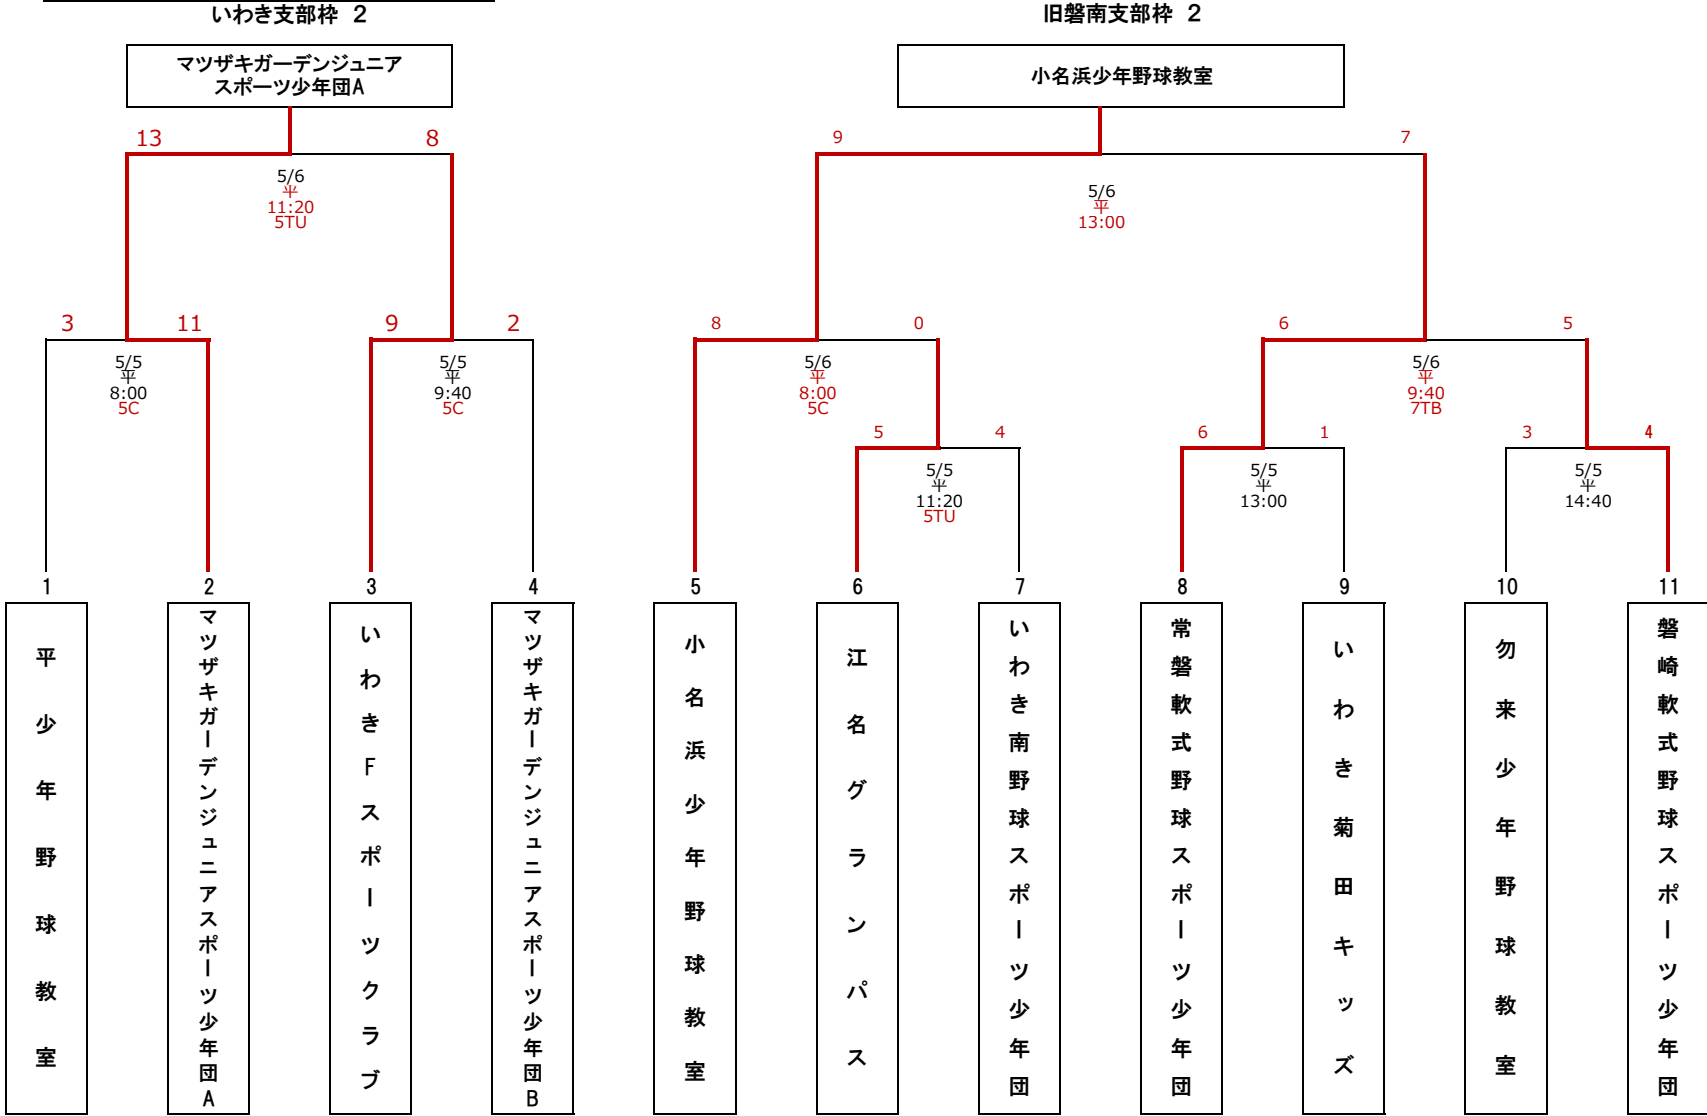 いわき支部枠 2
旧磐南支部枠 2
マツザキガーデンジュニア
スポーツ少年団A
小名浜少年野球教室
13
8
9
7
5/6
平
11:20
5TU
5/6
平
13:00
3
11
9
2
8
0
6
5
5/5
平
8:00
5C
5/5
平
9:40
5C
5/6
平
8:00
5C
5/6
平
9:40
7TB
5
4
6
1
3
4
5/5
平
11:20
5TU
5/5
平
13:00
5/5
平
14:40
1
2
3
4
5
6
7
8
9
10
11
平少年野球教室
マツザキガーデンジュニアスポーツ少年団A
いわきFスポーツクラブ
マツザキガーデンジュニアスポーツ少年団B
小名浜少年野球教室
江名グランパス
いわき南野球スポーツ少年団
常磐軟式野球スポーツ少年団
いわき菊田キッズ
勿来少年野球教室
磐崎軟式野球スポーツ少年団